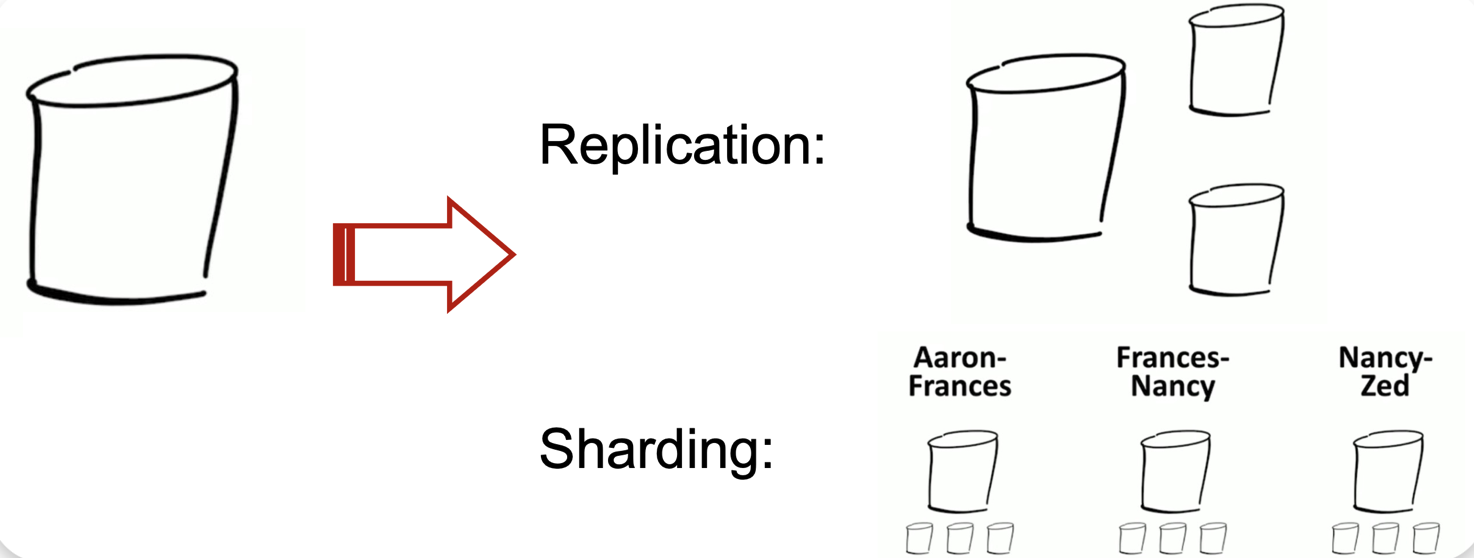 Replication:
Aaron-
Frances
Frances-
Nancy
Nancy-
Zed
Sharding: